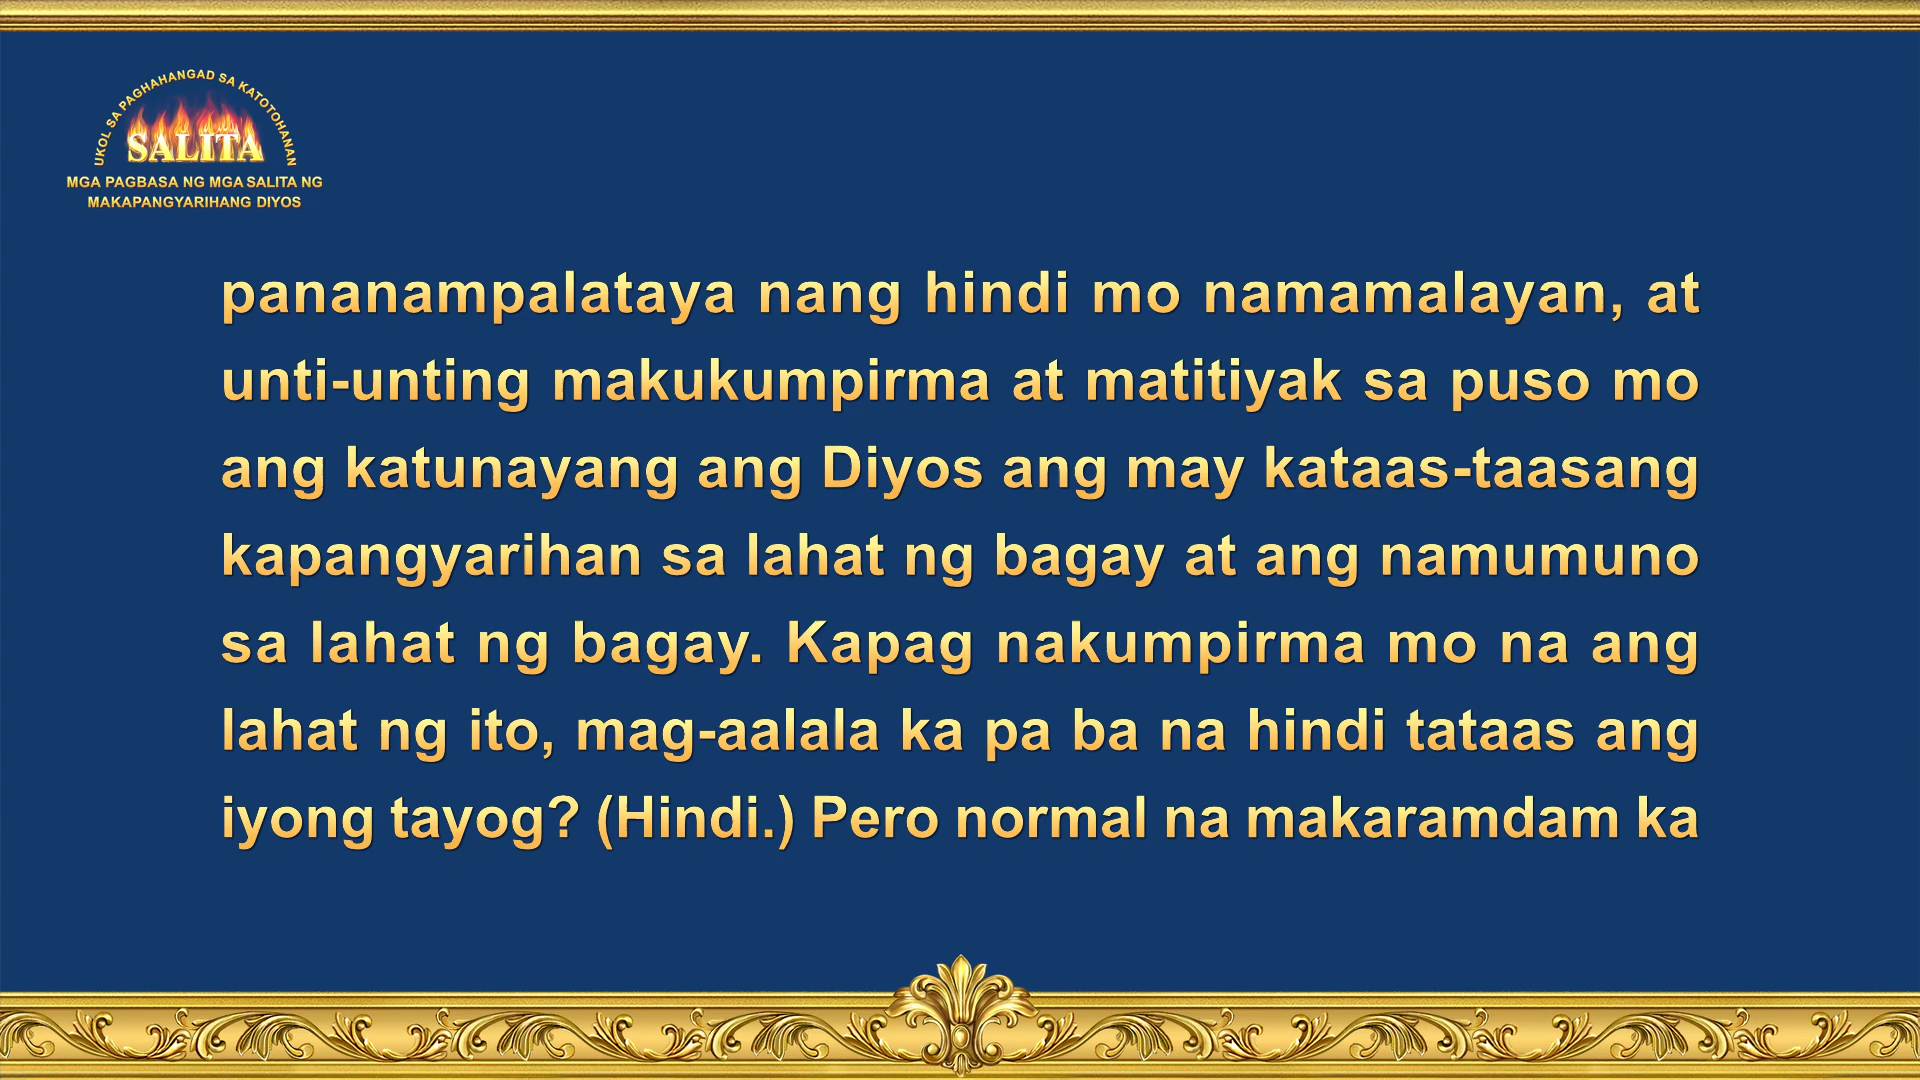 UKOL SA PAGHAHANGAD SA KATOTOHANAN
SALITA
MGA PAGBASA NG MGA SALITA NG
MAKAPANGYARIHANG DIYOS
pananampalataya nang hindi mo namamalayan, at
unti-unting makukumpirma at matitiyak sa puso mo
ang katunayang ang Diyos ang may kataas-taasang
kapangyarihan sa lahat ng bagay at ang namumuno
sa lahat ng bagay. Kapag nakumpirma mo na ang
lahat ng ito, mag-aalala ka pa ba na hindi tataas ang
iyong tayog? (Hindi.) Pero normal na makaramdam ka